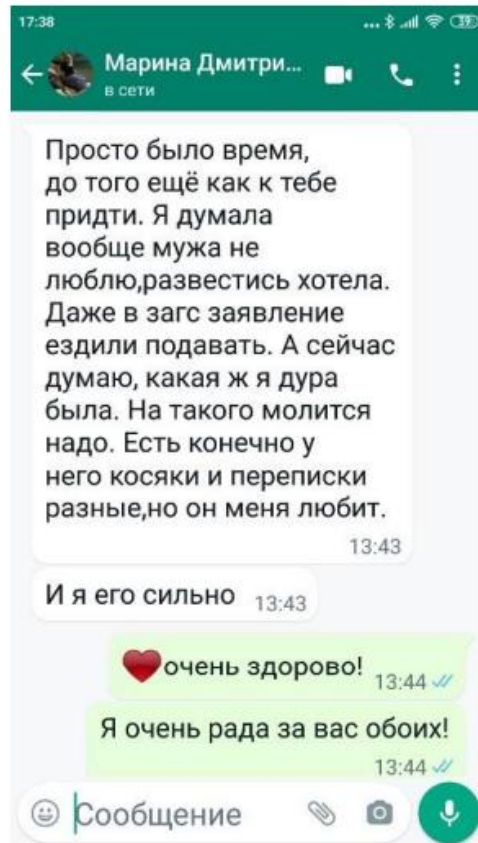 17:38
39
Марина Дмитри...
в сети
Просто было время,
до того ещё как к тебе
придти. Я думала
вообще мужа не
люблю,развестись хотела.
Даже в загс заявление
ездили подавать. А сейчас
думаю, какая ж я дура
была. На такого молится
надо. Есть конечно у
него косяки и переписки
разные,но он меня любит.
13:43
И я его сильно 13:43
❤️очень здорово! 13:44
Я очень рада за вас обоих!
13:44
Сообщение